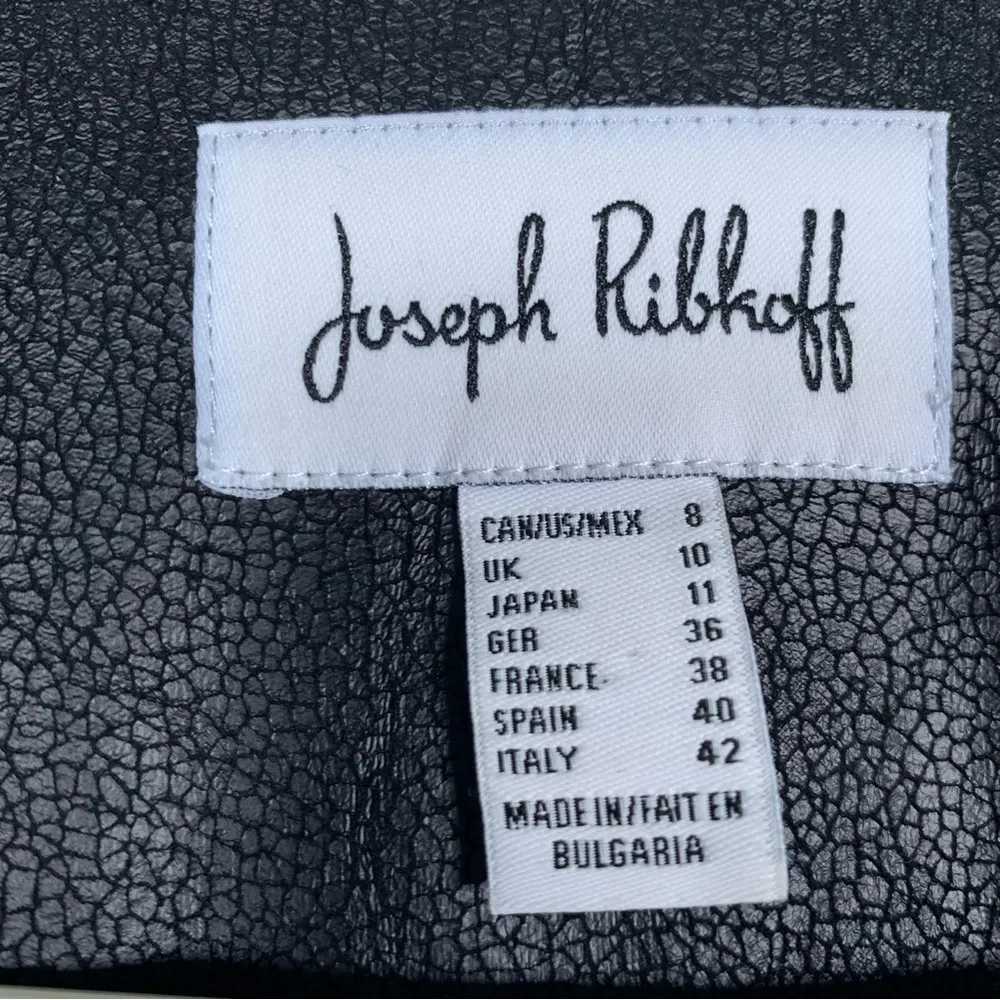 Joseph Ribkoff
CAN/US/MEX 8
UK 10
JAPAN 11
GER 36
FRANCE 38
SPAIN 40
ITALY 42
MADE IN/FAIT EN
BULGARIA